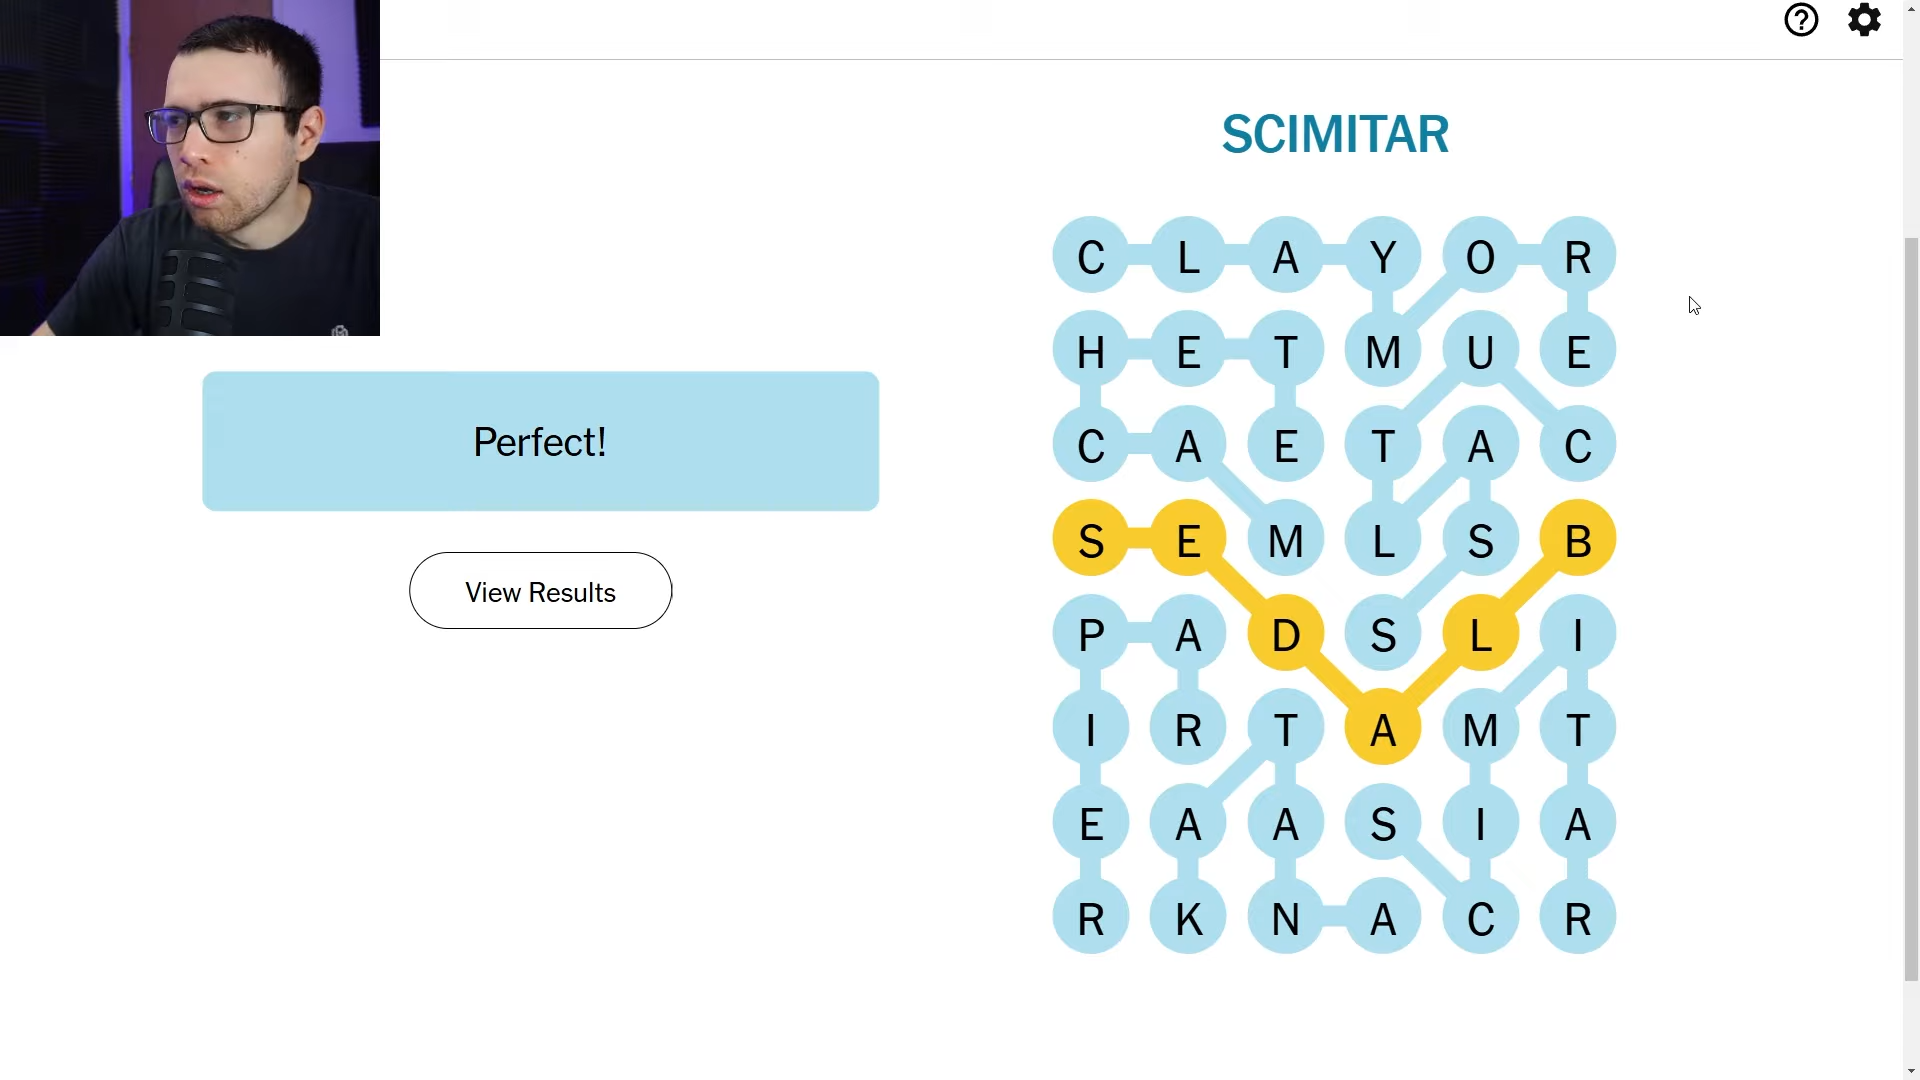 SCIMITAR
C L A Y O R
H E T M U E
C A E T A C
S E M L S B
P A D S L I
I R T A M T
E A A S I A
R K N A C R
Perfect!
View Results